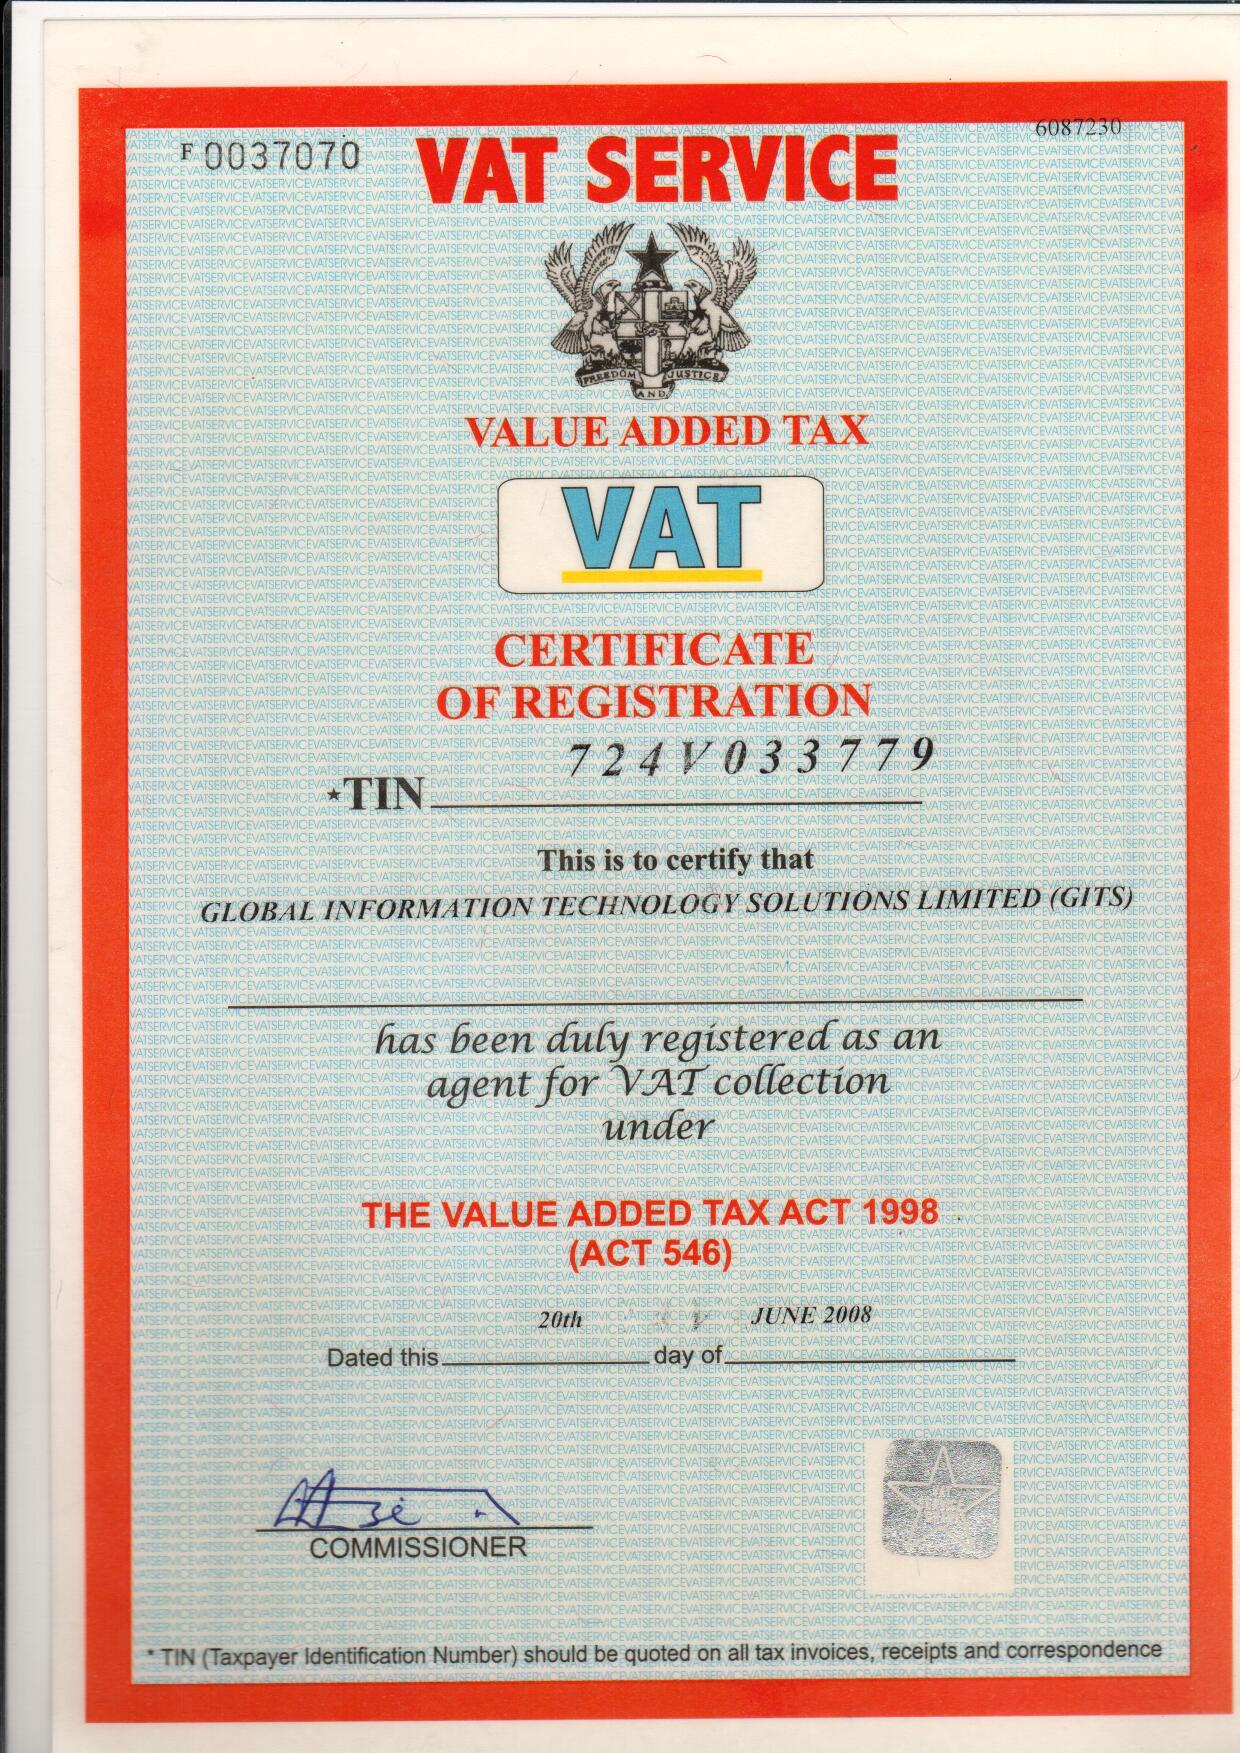 6087230
F 0037070
VAT SERVICE
FREEDOM AND JUSTICE
VALUE ADDED TAX
VAT
CERTIFICATE
OF REGISTRATION
724V033779
*TIN
This is to certify that
GLOBAL INFORMATION TECHNOLOGY SOLUTIONS LIMITED (GITS)
has been duly registered as an
agent for VAT collection
under
THE VALUE ADDED TAX ACT 1998
(ACT 546)
20th JUNE 2008
Dated this day of
COMMISSIONER
* TIN (Taxpayer Identification Number) should be quoted on all tax invoices, receipts and correspondence